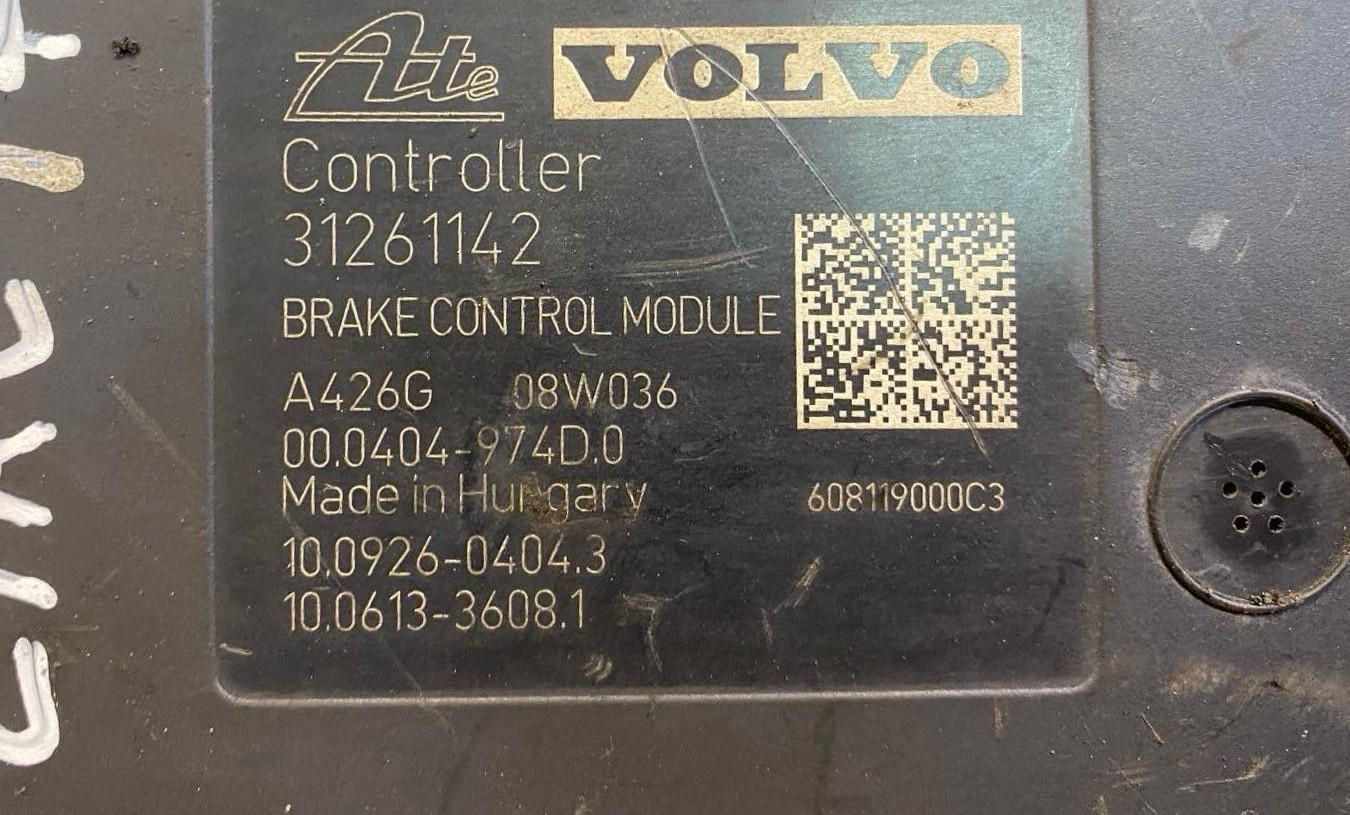 Ate VOLVO
Controller
31261142
BRAKE CONTROL MODULE
A426G 08W036
00.0404-974D.0
Made in Hungary 608119000C3
10.0926-0404.3
10.0613-3608.1